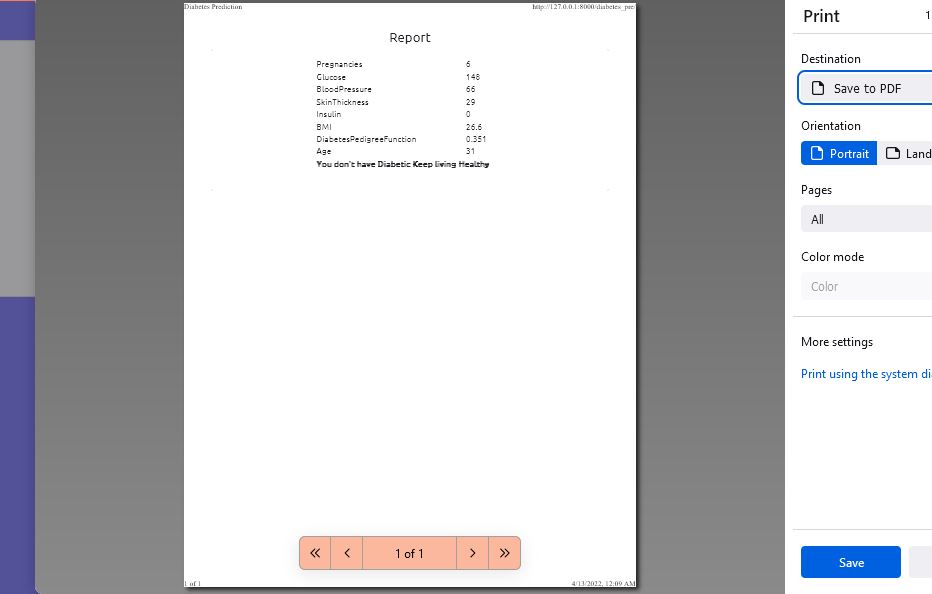 Diabetes Prediction http://127.0.0.1:8000/diabetes_pre/
Report
Pregnancies 6
Glucose 148
BloodPressure 66
SkinThickness 29
Insulin 0
BMI 26.6
DiabetesPedigreeFunction 0.351
Age 31
You don't have Diabetic Keep living Healthy
« ‹ 1 of 1 › »
1 of 1 4/13/2022, 12:09 AM
Print 1
Destination
Save to PDF
Orientation
Portrait Land
Pages
All
Color mode
Color
More settings
Print using the system di
Save